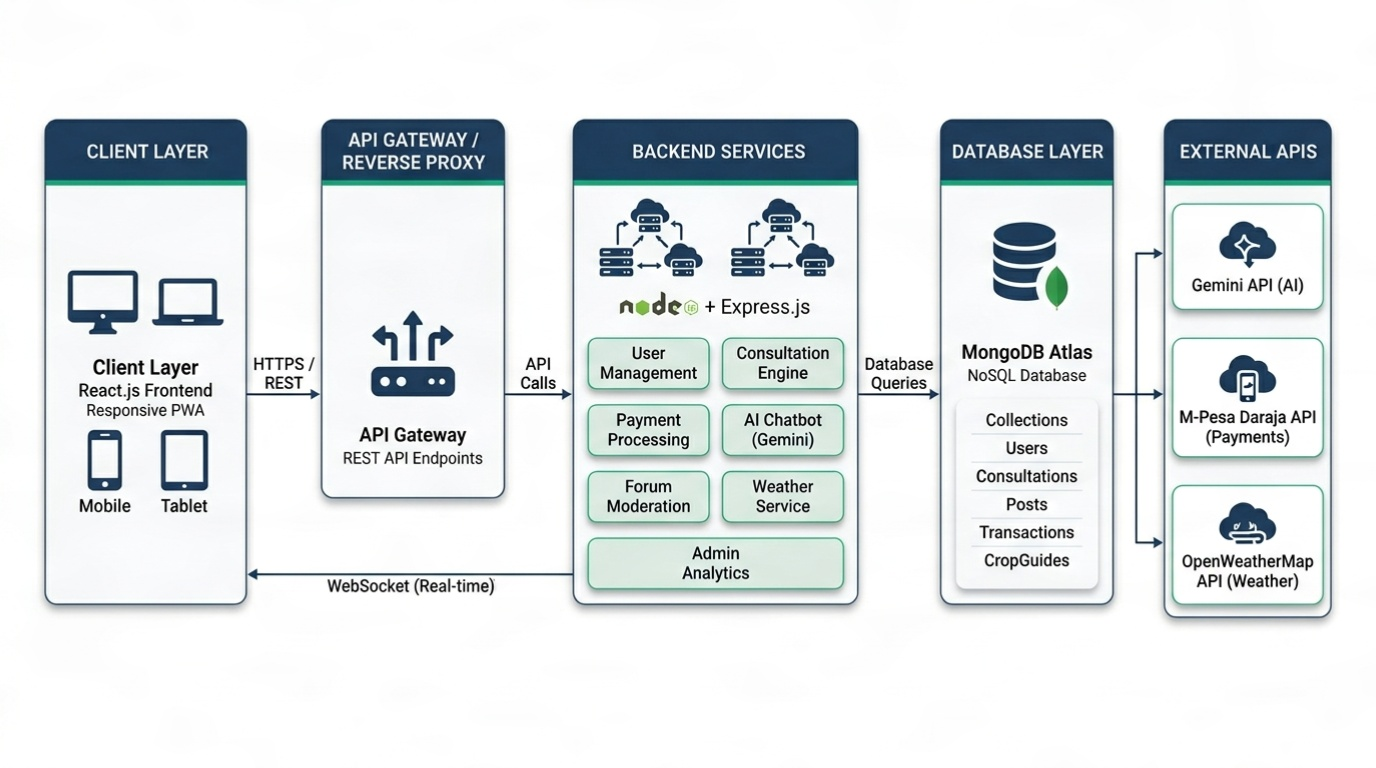 CLIENT LAYER
Client Layer
React.js Frontend
Responsive PWA
Mobile
Tablet
HTTPS /
REST
API GATEWAY /
REVERSE PROXY
API Gateway
REST API Endpoints
API
Calls
WebSocket (Real-time)
BACKEND SERVICES
node + Express.js
User
Management
Consultation
Engine
Payment
Processing
AI Chatbot
(Gemini)
Forum
Moderation
Weather
Service
Admin
Analytics
Database
Queries
DATABASE LAYER
MongoDB Atlas
NoSQL Database
Collections
Users
Consultations
Posts
Transactions
CropGuides
EXTERNAL APIS
Gemini API (AI)
M-Pesa Daraja API
(Payments)
OpenWeatherMap
API (Weather)